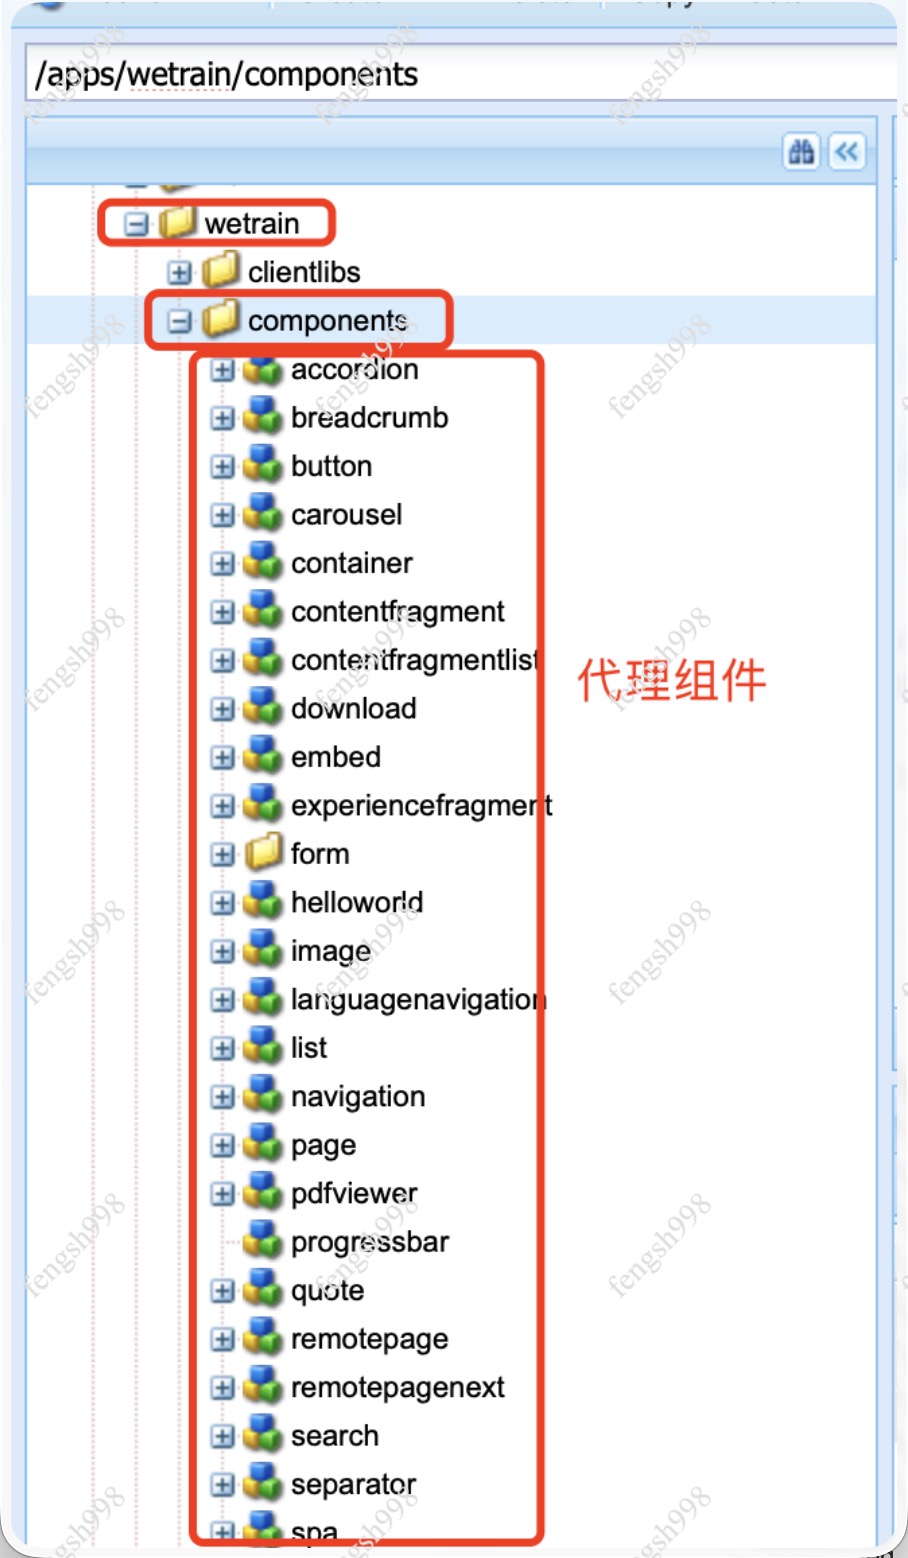 /apps/wetrain/components
wetrain
clientlibs
components
accordion
breadcrumb
button
carousel
container
contentfragment
contentfragmentlist
代理组件
download
embed
experiencefragment
form
helloworld
image
languagenavigation
list
navigation
page
pdfviewer
progressbar
quote
remotepage
remotepagenext
search
separator
spa
fengsh998